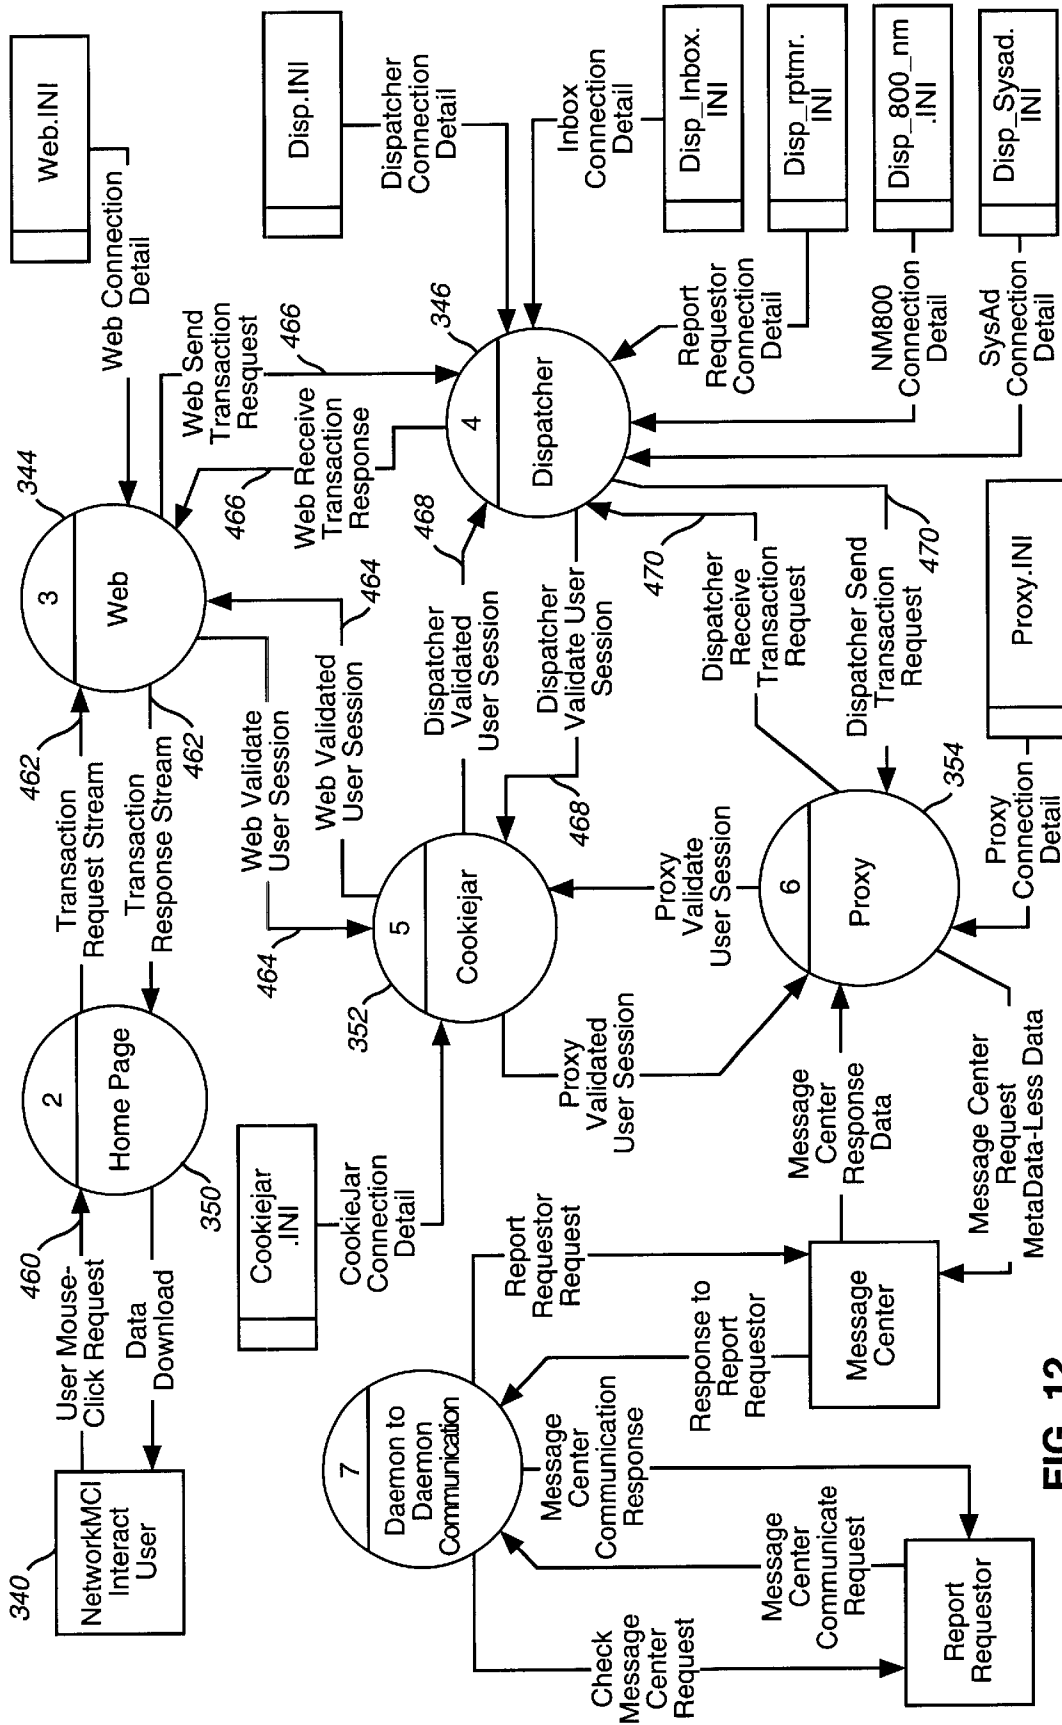 340
NetworkMCI
Interact
User
460
User Mouse-
Click Request
Data
Download
2
Home Page
350
Transaction
Request Stream
462
Transaction
Response Stream
462
3
Web
344
Web Connection
Detail
Web.INI
Web Validate
User Session
464
Web Validated
User Session
464
Web Send
Transaction
Resquest
466
Web Receive
Transaction
Response
466
Disp.INI
Dispatcher
Connection
Detail
346
4
Dispatcher
Cookiejar
.INI
CookieJar
Connection
Detail
352
5
Cookiejar
Dispatcher
Validated
User Session
468
Dispatcher
Validate User
Session
468
Inbox
Connection
Detail
Disp_Inbox.
INI
Report
Requestor
Connection
Detail
Disp_rptmr.
INI
NM800
Connection
Detail
Disp_800_nm
.INI
SysAd
Connection
Detail
Disp_Sysad.
INI
Dispatcher
Receive
Transaction
Request
470
Dispatcher Send
Transaction
Request
470
Proxy
Validated
User Session
Proxy
Validate
User Session
6
Proxy
354
Proxy
Connection
Detail
Proxy.INI
7
Daemon to
Daemon
Communication
Report
Requestor
Request
Response to
Report
Requestor
Message
Center
Response
Data
Message Center
Request
MetaData-Less Data
Message
Center
Message
Center
Communication
Response
Message
Center
Communicate
Request
Check
Message
Center
Request
Report
Requestor
FIG. 12